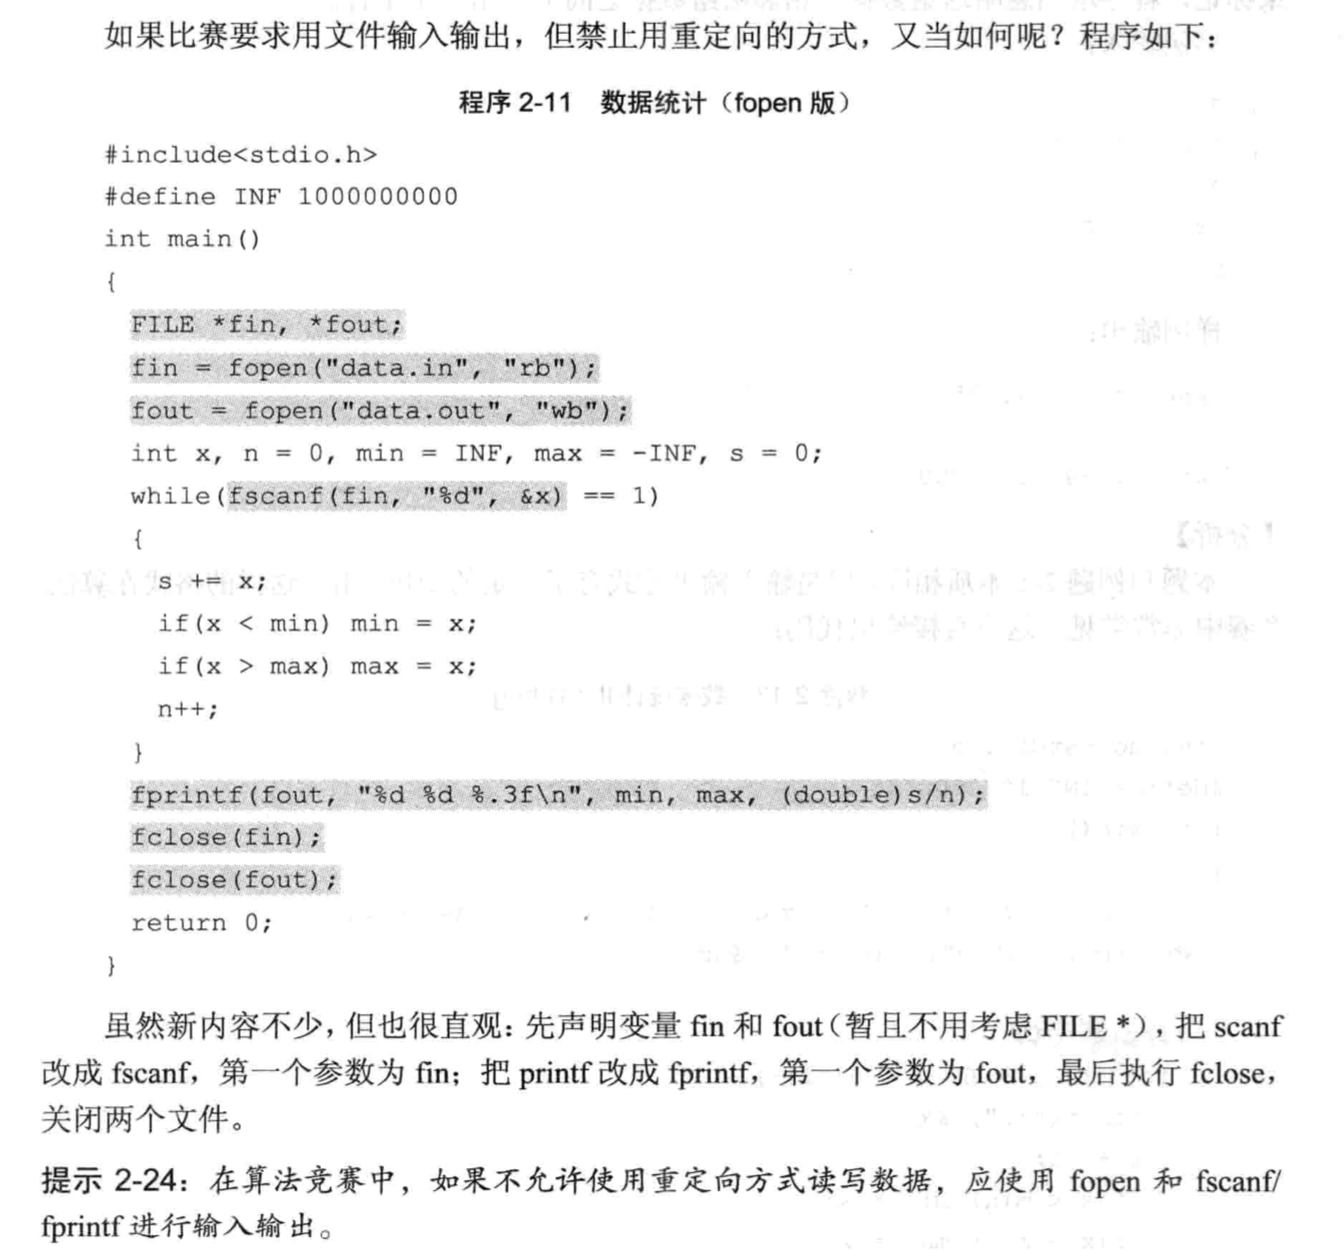 如果比赛要求用文件输入输出，但禁止用重定向的方式，又当如何呢？程序如下：
程序 2-11 数据统计（fopen 版）
#include<stdio.h>
#define INF 1000000000
int main()
{
FILE *fin, *fout;
fin = fopen("data.in", "rb");
fout = fopen("data.out", "wb");
int x, n = 0, min = INF, max = -INF, s = 0;
while(fscanf(fin, "%d", &x) == 1)
{
s += x;
if(x < min) min = x;
if(x > max) max = x;
n++;
}
fprintf(fout, "%d %d %.3f\n", min, max, (double)s/n);
fclose(fin);
fclose(fout);
return 0;
}
虽然新内容不少，但也很直观：先声明变量 fin 和 fout（暂且不用考虑 FILE *），把 scanf
改成 fscanf，第一个参数为 fin；把 printf 改成 fprintf，第一个参数为 fout，最后执行 fclose，
关闭两个文件。
提示 2-24：在算法竞赛中，如果不允许使用重定向方式读写数据，应使用 fopen 和 fscanf/
fprintf 进行输入输出。